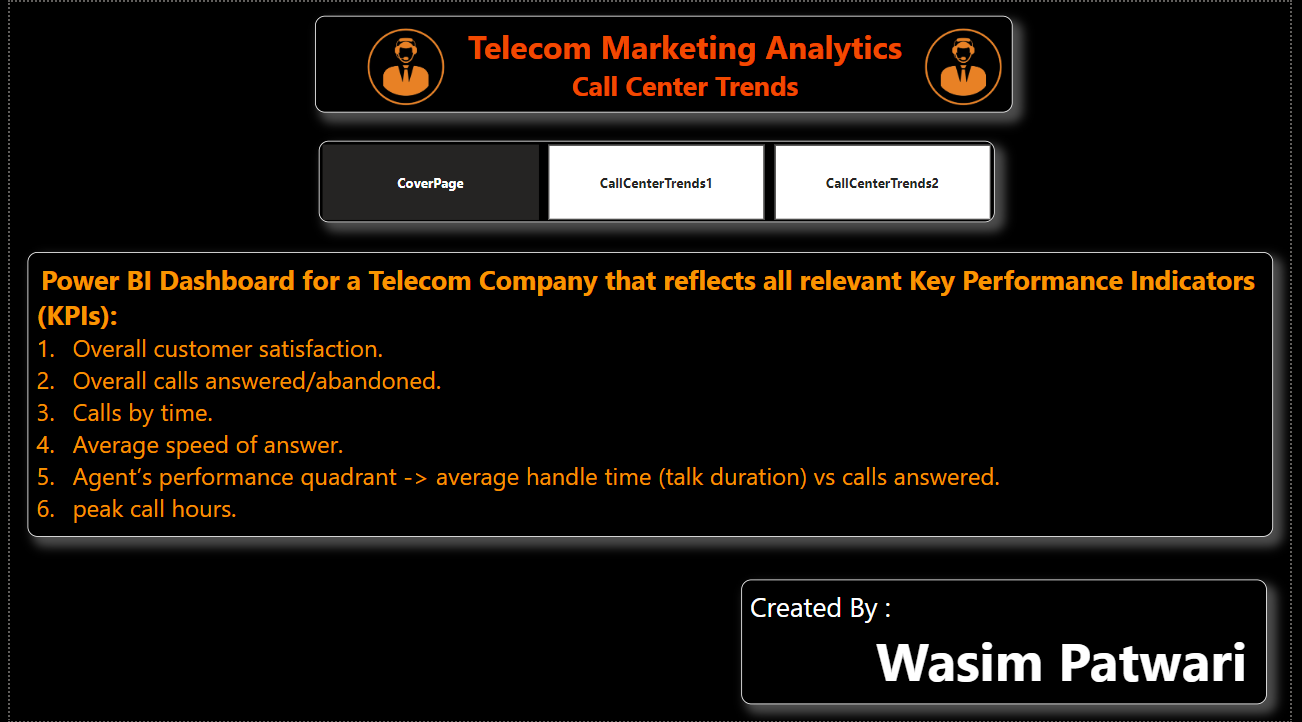 Telecom Marketing Analytics
Call Center Trends
CoverPage
CallCenterTrends1
CallCenterTrends2
Power BI Dashboard for a Telecom Company that reflects all relevant Key Performance Indicators
(KPIs):
1. Overall customer satisfaction.
2. Overall calls answered/abandoned.
3. Calls by time.
4. Average speed of answer.
5. Agent’s performance quadrant -> average handle time (talk duration) vs calls answered.
6. peak call hours.
Created By :
Wasim Patwari